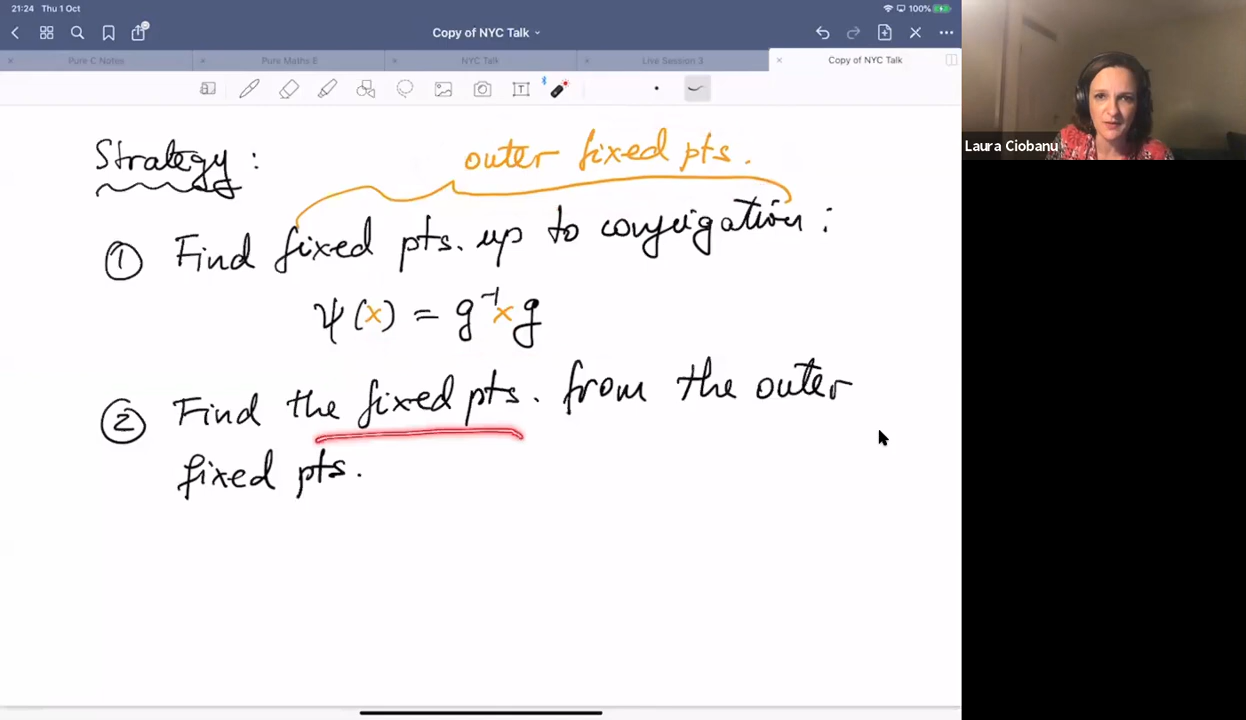 21:24 Thu 1 Oct
100%
Copy of NYC Talk
Pure C Notes
Pure Maths E
NYC Talk
Live Session 3
Copy of NYC Talk
Laura Ciobanu
Strategy:
outer fixed pts.
① Find fixed pts. up to conjugation:
ψ(x) = g⁻¹xg
② Find the fixed pts. from the outer
fixed pts.